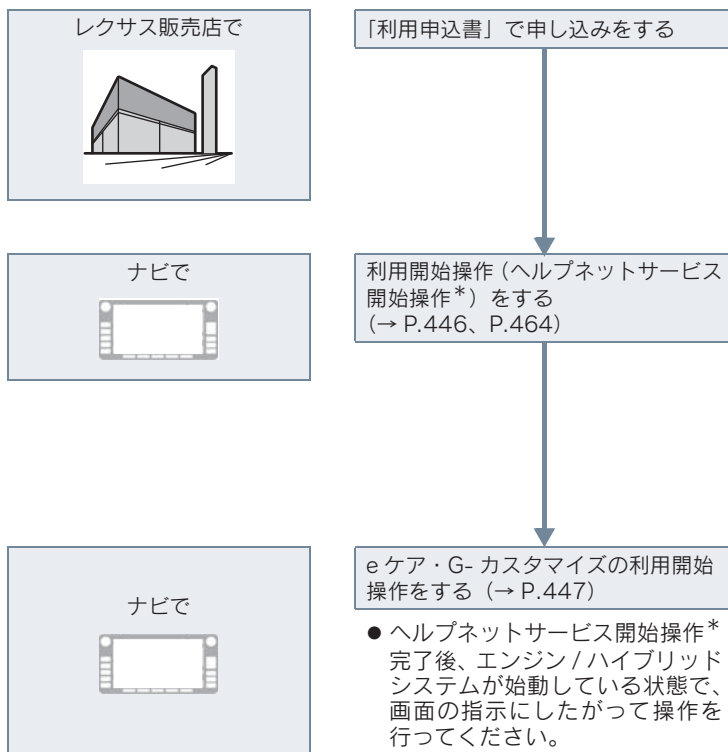 レクサス販売店で
「利用申込書」で申し込みをする
ナビで
利用開始操作（ヘルプネットサービス
開始操作＊）をする
（→ P.446、P.464）
ナビで
e ケア・G- カスタマイズの利用開始
操作をする（→ P.447）
● ヘルプネットサービス開始操作＊
完了後、エンジン / ハイブリッド
システムが始動している状態で、
画面の指示にしたがって操作を
行ってください。